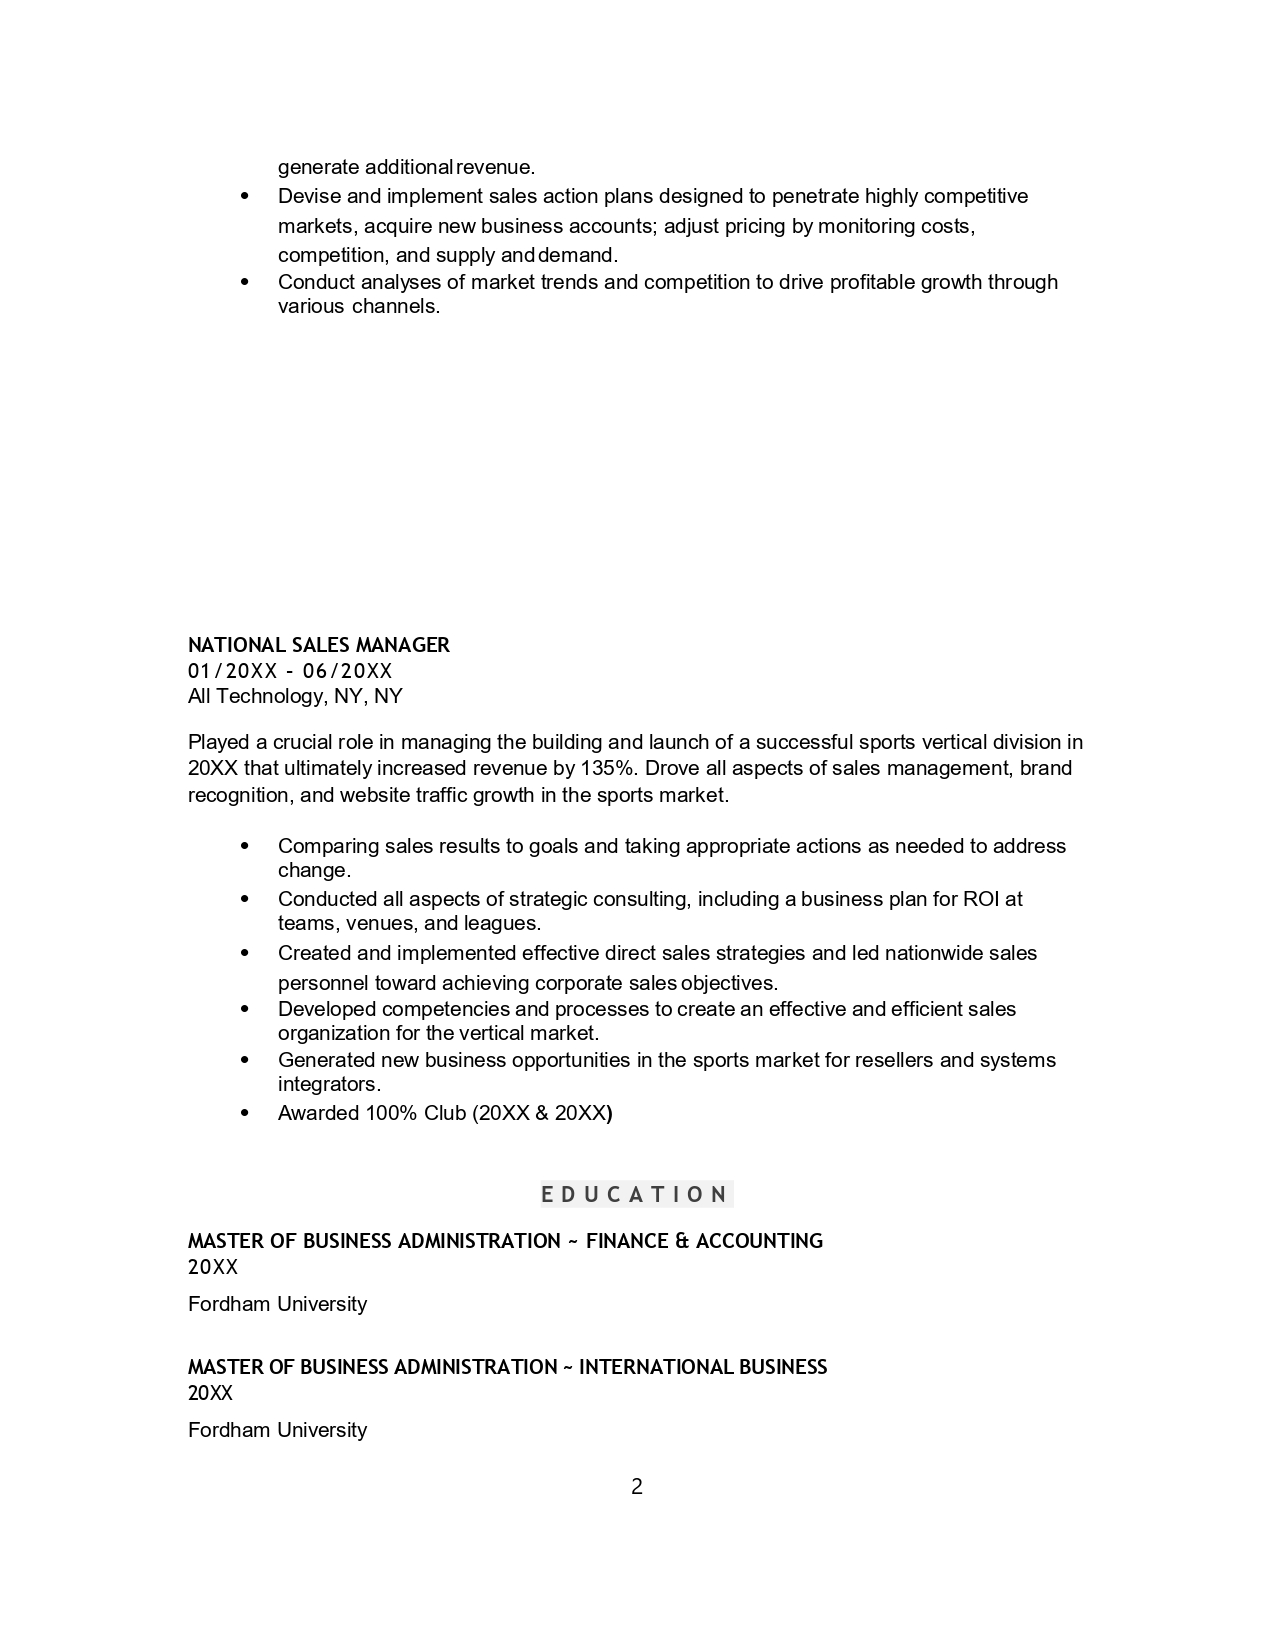 generate additional revenue.
• Devise and implement sales action plans designed to penetrate highly competitive
markets, acquire new business accounts; adjust pricing by monitoring costs,
competition, and supply and demand.
• Conduct analyses of market trends and competition to drive profitable growth through
various channels.
NATIONAL SALES MANAGER
01/20XX - 06/20XX
All Technology, NY, NY
Played a crucial role in managing the building and launch of a successful sports vertical division in
20XX that ultimately increased revenue by 135%. Drove all aspects of sales management, brand
recognition, and website traffic growth in the sports market.
• Comparing sales results to goals and taking appropriate actions as needed to address
change.
• Conducted all aspects of strategic consulting, including a business plan for ROI at
teams, venues, and leagues.
• Created and implemented effective direct sales strategies and led nationwide sales
personnel toward achieving corporate sales objectives.
• Developed competencies and processes to create an effective and efficient sales
organization for the vertical market.
• Generated new business opportunities in the sports market for resellers and systems
integrators.
• Awarded 100% Club (20XX & 20XX)
EDUCATION
MASTER OF BUSINESS ADMINISTRATION ~ FINANCE & ACCOUNTING
20XX
Fordham University
MASTER OF BUSINESS ADMINISTRATION ~ INTERNATIONAL BUSINESS
20XX
Fordham University
2